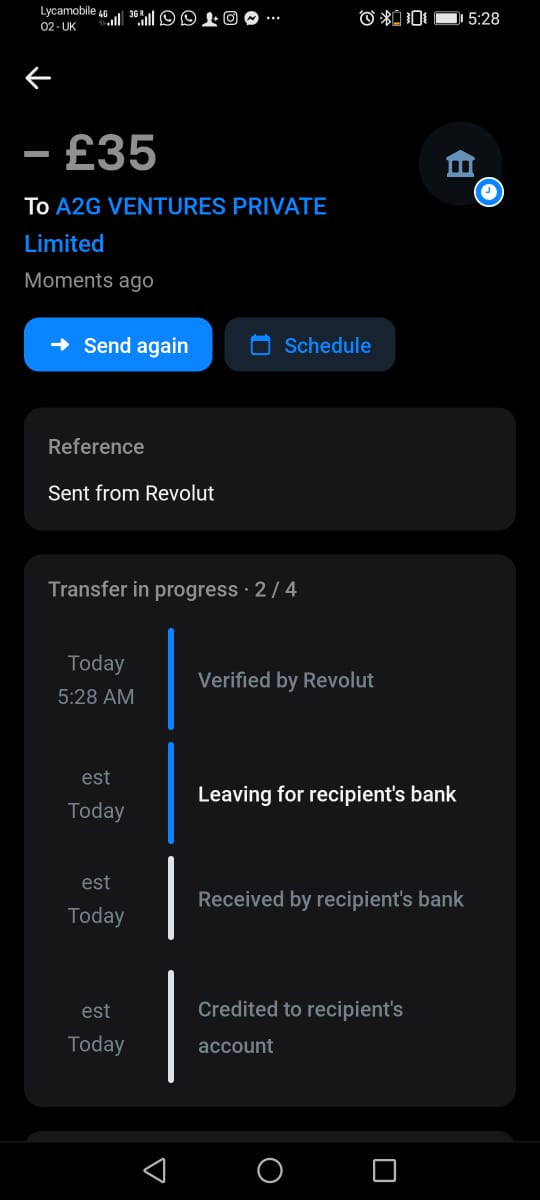 Lycamobile 4G 3G R 5:28
O2 - UK
– £35
To A2G VENTURES PRIVATE
Limited
Moments ago
Send again Schedule
Reference
Sent from Revolut
Transfer in progress · 2 / 4
Today
5:28 AM
Verified by Revolut
est
Today
Leaving for recipient's bank
est
Today
Received by recipient's bank
est
Today
Credited to recipient's
account